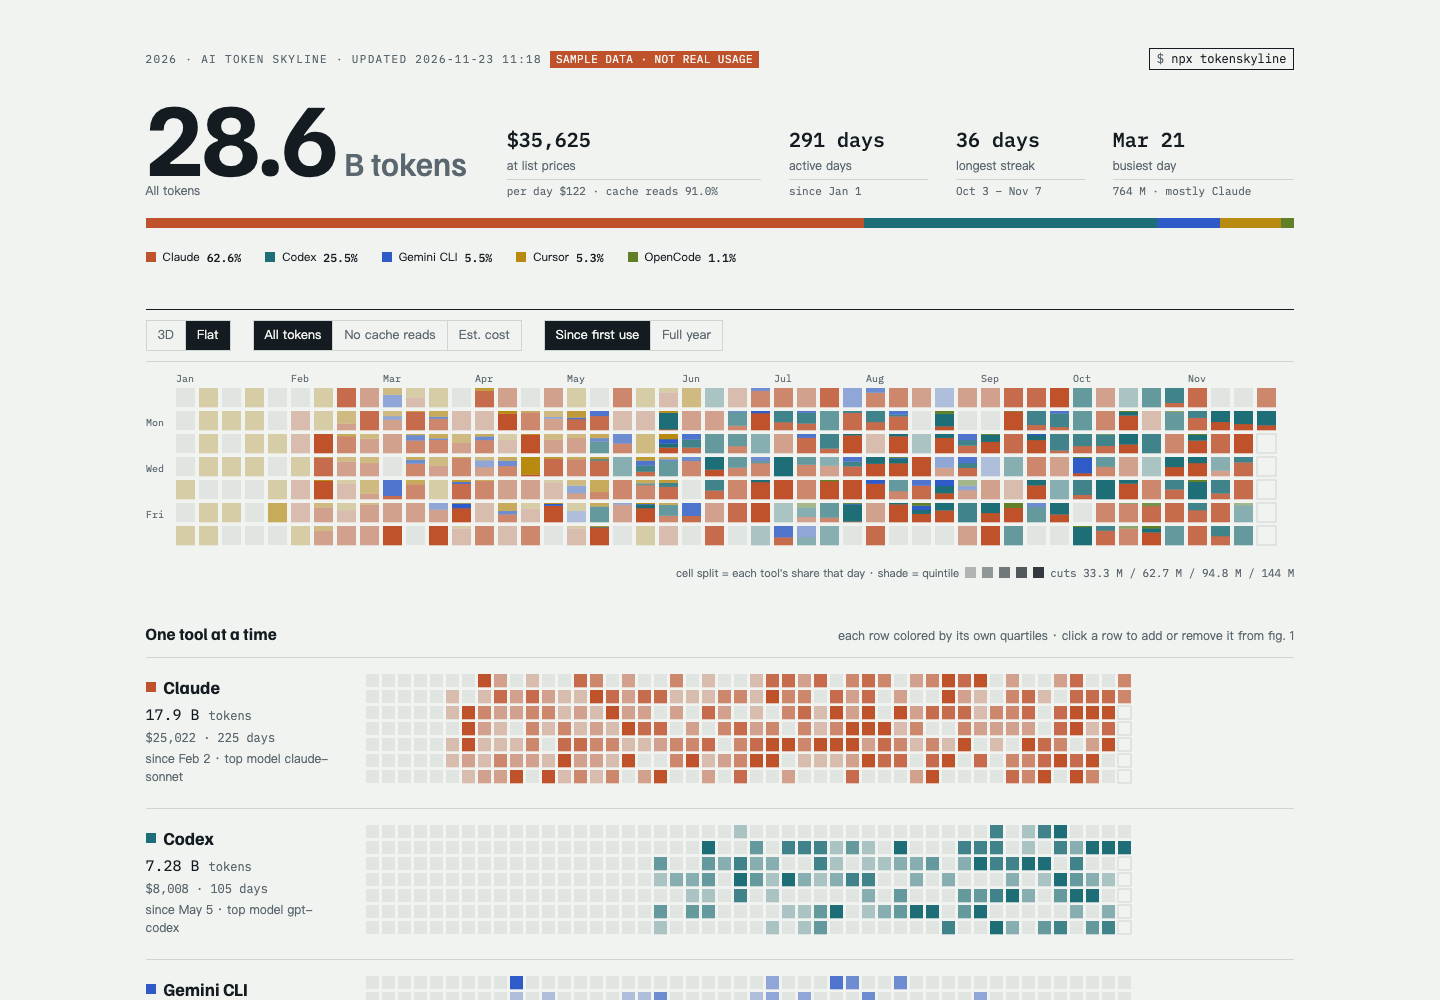 2026 · AI TOKEN SKYLINE · UPDATED 2026-11-23 11:18 SAMPLE DATA · NOT REAL USAGE
$ npx tokenskyline
28.6 B tokens
All tokens
$35,625
at list prices
per day $122 · cache reads 91.0%
291 days
active days
since Jan 1
36 days
longest streak
Oct 3 – Nov 7
Mar 21
busiest day
764 M · mostly Claude
Claude 62.6% Codex 25.5% Gemini CLI 5.5% Cursor 5.3% OpenCode 1.1%
3D Flat All tokens No cache reads Est. cost Since first use Full year
Jan Feb Mar Apr May Jun Jul Aug Sep Oct Nov
Mon
Wed
Fri
cell split = each tool's share that day · shade = quintile cuts 33.3 M / 62.7 M / 94.8 M / 144 M
One tool at a time
each row colored by its own quartiles · click a row to add or remove it from fig. 1
Claude
17.9 B tokens
$25,022 · 225 days
since Feb 2 · top model claude-
sonnet
Codex
7.28 B tokens
$8,008 · 105 days
since May 5 · top model gpt-
codex
Gemini CLI